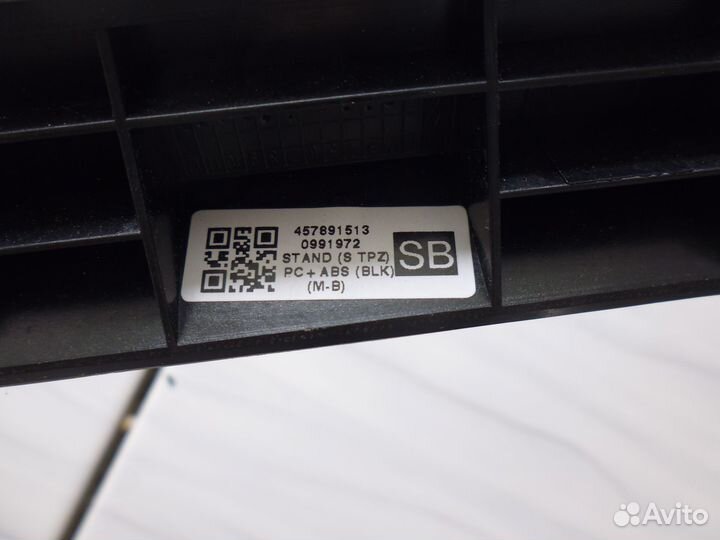 457891513
0991972
STAND (S TPZ)
PC+ABS (BLK)
(M-B)
SB
Avito